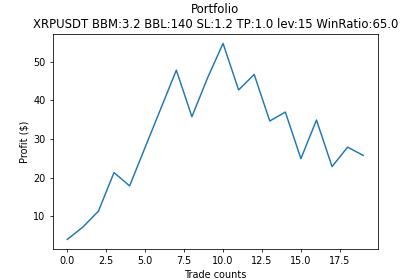 Portfolio
XRPUSDT BBM:3.2 BBL:140 SL:1.2 TP:1.0 lev:15 WinRatio:65.0
Profit ($)
50
40
30
20
10
0.0 2.5 5.0 7.5 10.0 12.5 15.0 17.5
Trade counts